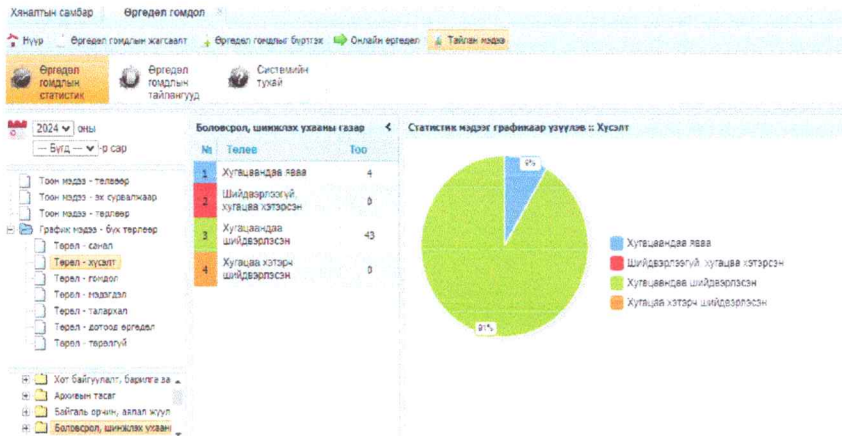 Хяналтын самбар
Өргөдөл гомдол
Нүүр
Өргөдөл гомдлын жагсаалт
Өргөдөл гомдлыг бүртгэх
Онлайн өргөдөл
Тайлан мэдээ
Өргөдөл
гомдлын
статистик
Өргөдөл
гомдлын
тайлангууд
Системийн
тухай
2024 оны
--- Бүгд --- -р сар
Тоон мэдээ - төлвөөр
Тоон мэдээ - эх сурвалжаар
Тоон мэдээ - төрлөөр
График мэдээ - бүх төрлөөр
Төрөл - санал
Төрөл - хүсэлт
Төрөл - гомдол
Төрөл - мэдэгдэл
Төрөл - талархал
Төрөл - дотоод өргөдөл
Төрөл - төрөлгүй
Хот байгуулалт, барилга за
Архивын тасаг
Байгаль орчин, аялал жуул
Боловсрол, шинжлэх ухаан
Боловсрол, шинжлэх ухааны газар
№ Төлөв Тоо
1 Хугацаандаа яваа 4
2 Шийдвэрлээгүй, хугацаа хэтэрсэн 0
3 Хугацаандаа шийдвэрлэсэн 43
4 Хугацаа хэтэрч шийдвэрлэсэн 0
Статистик мэдээг графикаар үзүүлэв :: Хүсэлт
9%
91%
Хугацаандаа яваа
Шийдвэрлээгүй, хугацаа хэтэрсэн
Хугацаандаа шийдвэрлэсэн
Хугацаа хэтэрч шийдвэрлэсэн